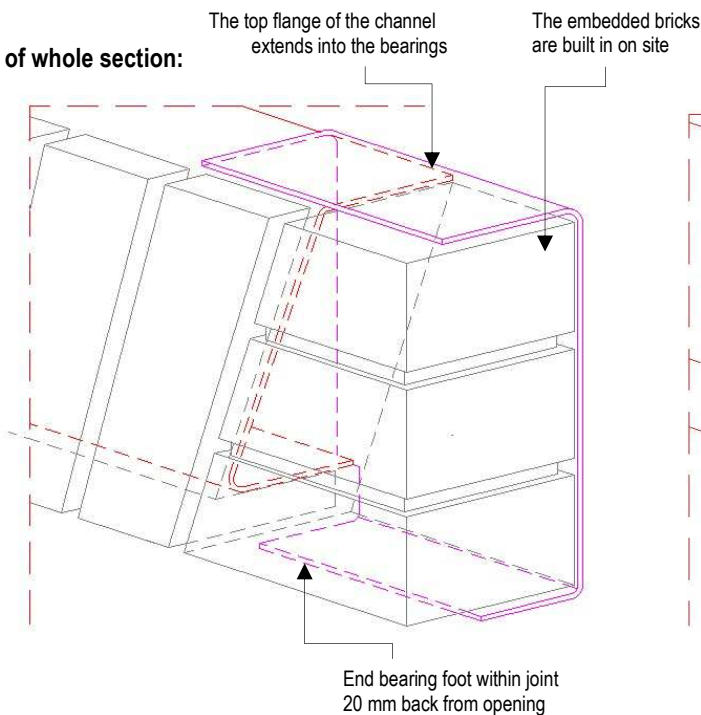 The top flange of the channel
extends into the bearings
The embedded bricks
are built in on site
of whole section:
End bearing foot within joint
20 mm back from opening